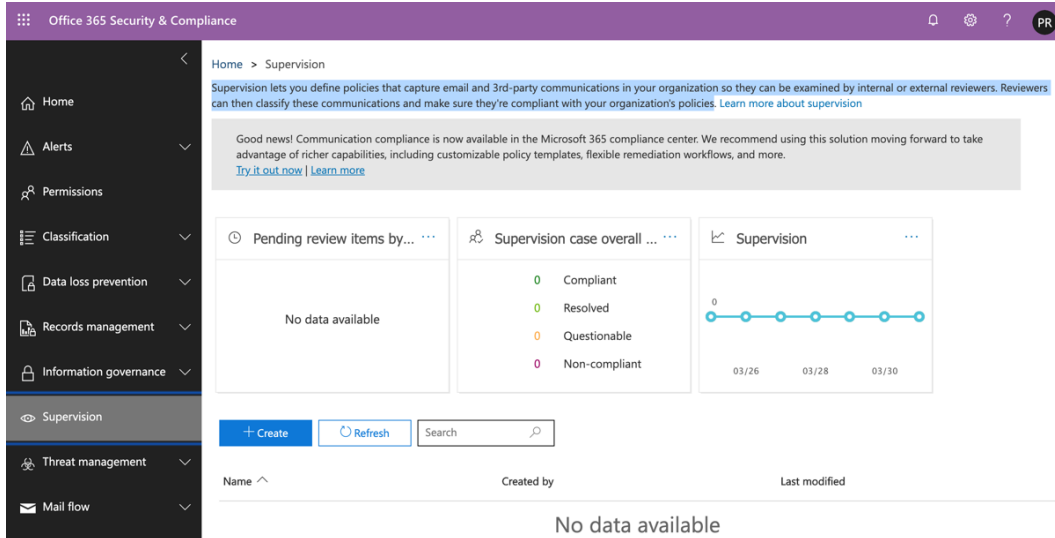 Office 365 Security & Compliance
?
PR
Home
Alerts
Permissions
Classification
Data loss prevention
Records management
Information governance
Supervision
Threat management
Mail flow
Home > Supervision
Supervision lets you define policies that capture email and 3rd-party communications in your organization so they can be examined by internal or external reviewers. Reviewers
can then classify these communications and make sure they're compliant with your organization's policies. Learn more about supervision
Good news! Communication compliance is now available in the Microsoft 365 compliance center. We recommend using this solution moving forward to take
advantage of richer capabilities, including customizable policy templates, flexible remediation workflows, and more.
Try it out now | Learn more
Pending review items by... ...
No data available
Supervision case overall ... ...
0 Compliant
0 Resolved
0 Questionable
0 Non-compliant
Supervision ...
0
03/26 03/28 03/30
+ Create
Refresh
Search
Name Created by Last modified
No data available